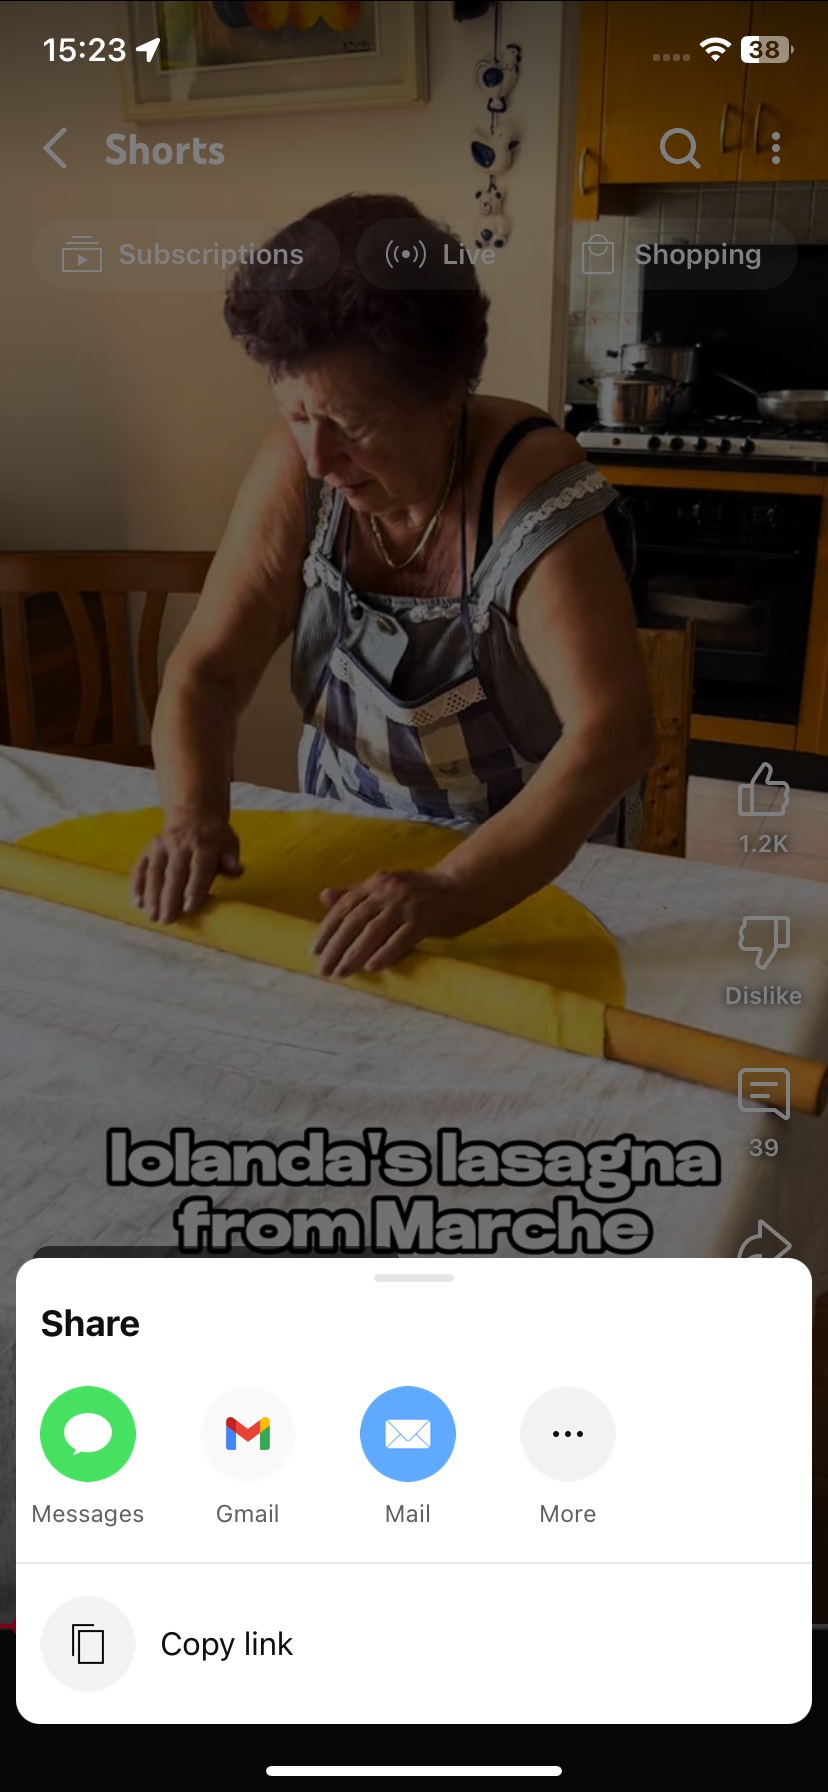 15:23
38
Shorts
Subscriptions
Live
Shopping
1.2K
Dislike
39
Iolanda's lasagna
from Marche
Share
Messages
Gmail
Mail
More
Copy link